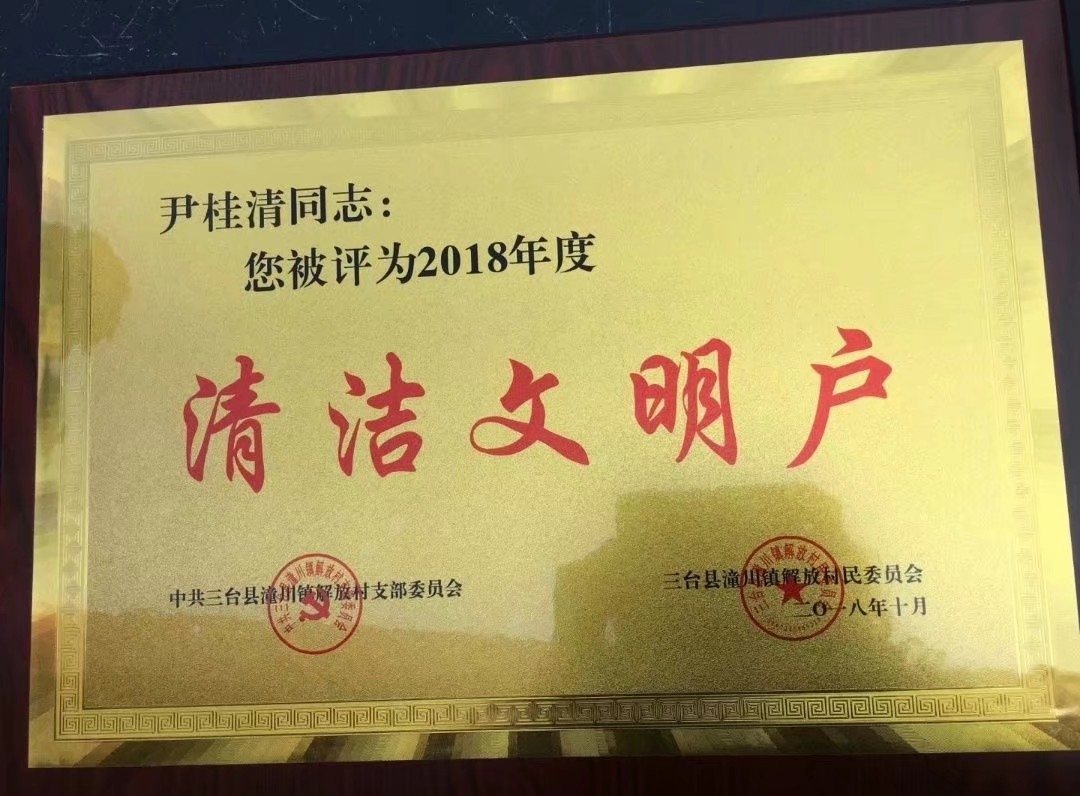 尹桂清同志：
您被评为2018年度
清洁文明户
中共三台县潼川镇解放村支部委员会
三台县潼川镇解放村民委员会
二〇一八年十月